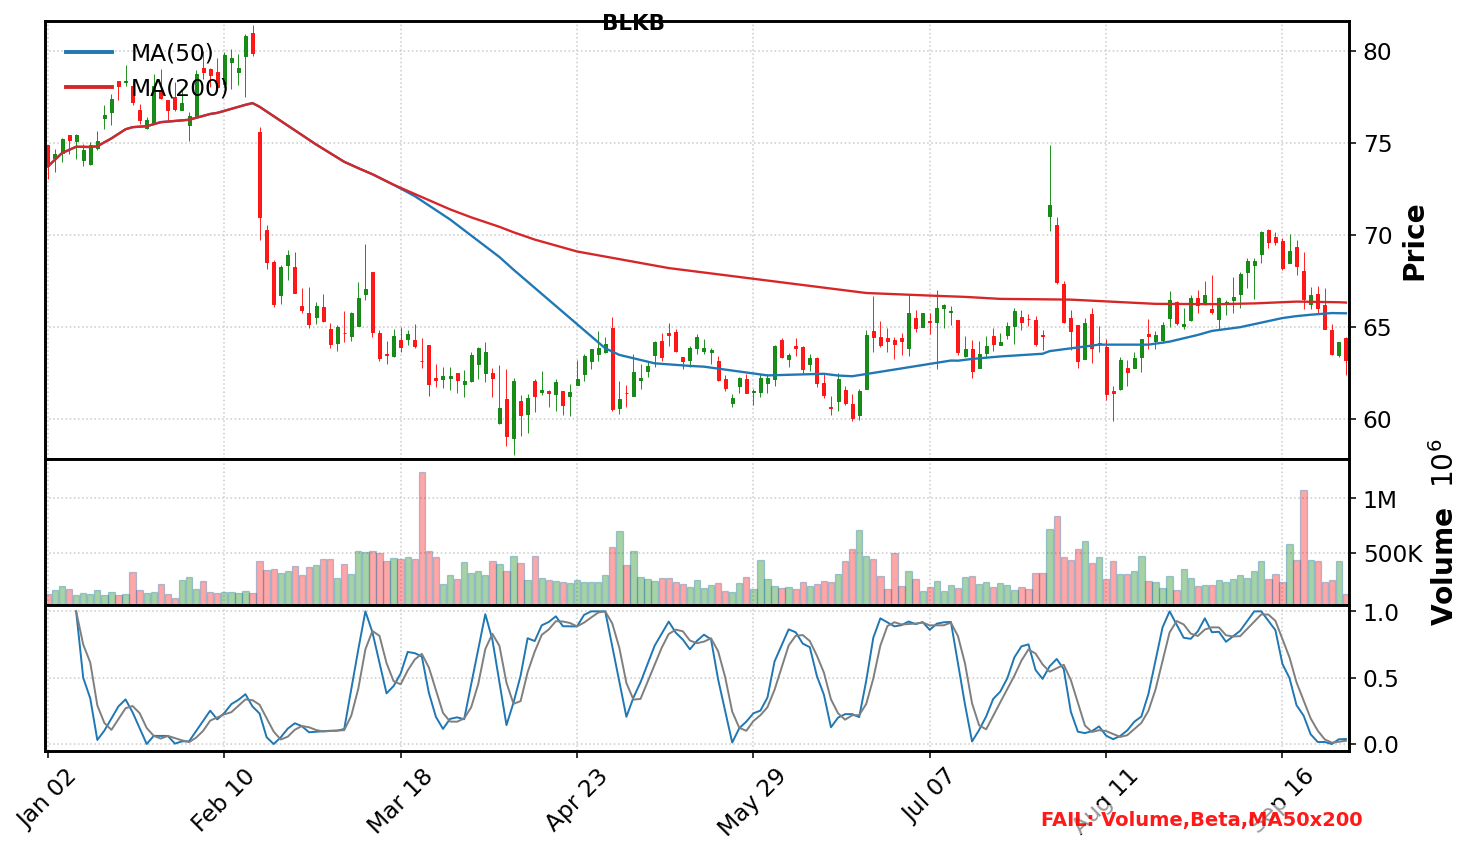 BLKB
MA(50)
MA(200)
80
75
70
65
60
Price
1M
500K
Volume 10^6
1.0
0.5
0.0
Jan 02
Feb 10
Mar 18
Apr 23
May 29
Jul 07
Aug 11
Sep 16
FAIL: Volume,Beta,MA50x200